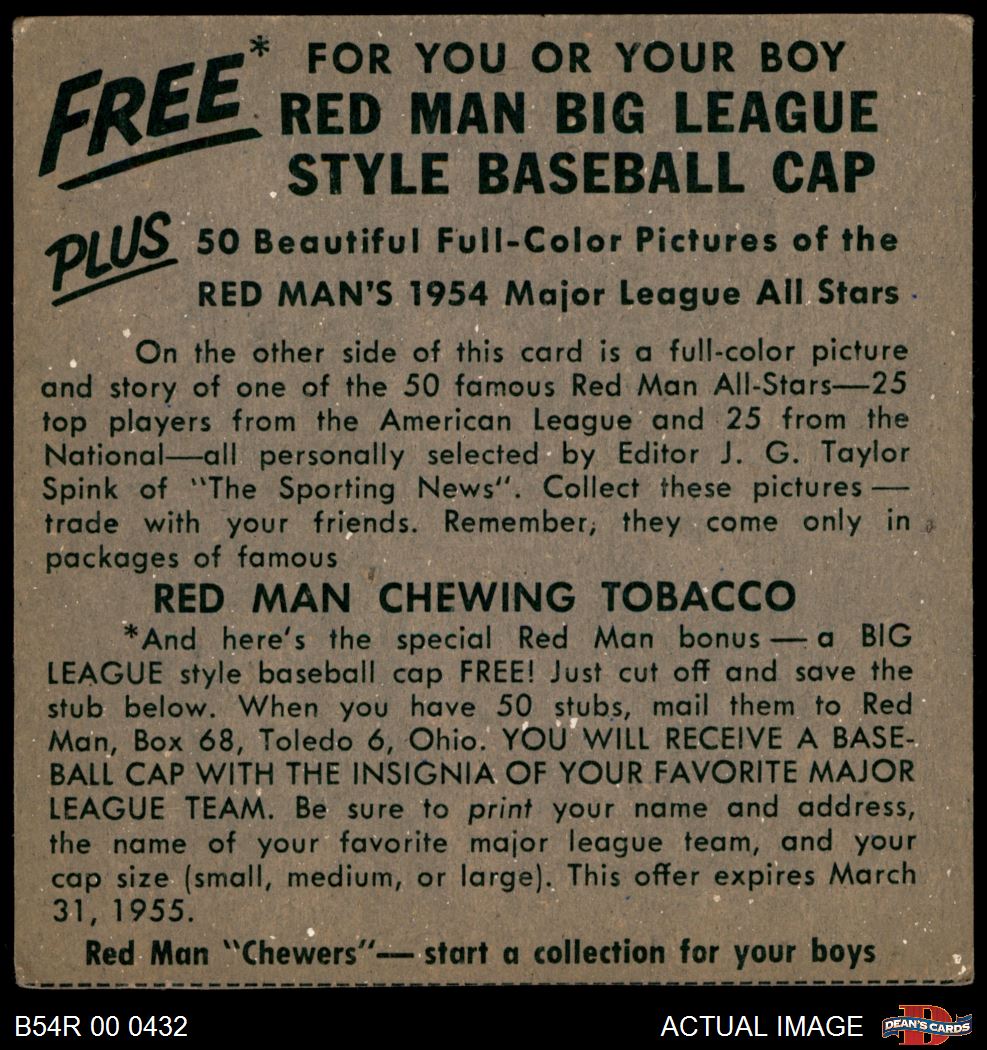 FREE*
FOR YOU OR YOUR BOY
RED MAN BIG LEAGUE
STYLE BASEBALL CAP
PLUS
50 Beautiful Full-Color Pictures of the
RED MAN'S 1954 Major League All Stars
On the other side of this card is a full-color picture
and story of one of the 50 famous Red Man All-Stars—25
top players from the American League and 25 from the
National—all personally selected by Editor J. G. Taylor
Spink of "The Sporting News". Collect these pictures —
trade with your friends. Remember, they come only in
packages of famous
RED MAN CHEWING TOBACCO
*And here's the special Red Man bonus — a BIG
LEAGUE style baseball cap FREE! Just cut off and save the
stub below. When you have 50 stubs, mail them to Red
Man, Box 68, Toledo 6, Ohio. YOU WILL RECEIVE A BASE-
BALL CAP WITH THE INSIGNIA OF YOUR FAVORITE MAJOR
LEAGUE TEAM. Be sure to print your name and address,
the name of your favorite major league team, and your
cap size (small, medium, or large). This offer expires March
31, 1955.
Red Man "Chewers"— start a collection for your boys
B54R 00 0432
ACTUAL IMAGE
DEAN'S CARDS